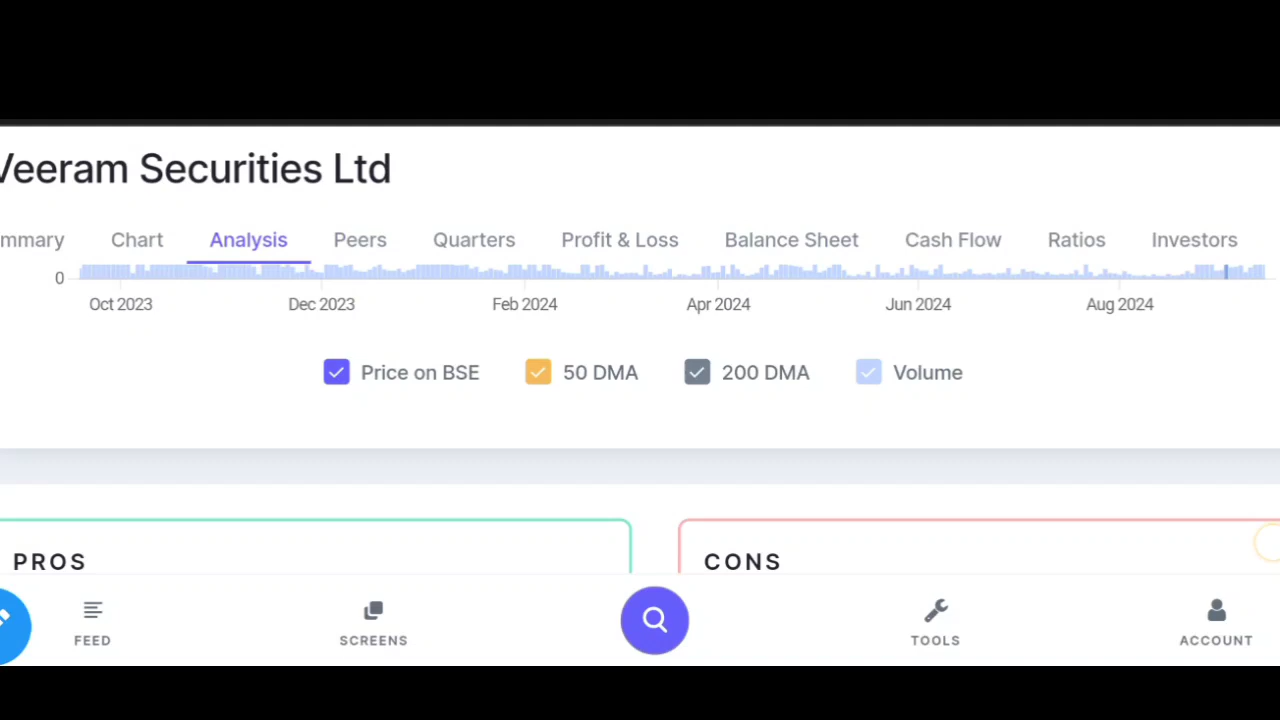 Veeram Securities Ltd
mmary Chart Analysis Peers Quarters Profit & Loss Balance Sheet Cash Flow Ratios Investors
0
Oct 2023 Dec 2023 Feb 2024 Apr 2024 Jun 2024 Aug 2024
Price on BSE 50 DMA 200 DMA Volume
PROS CONS
FEED SCREENS TOOLS ACCOUNT